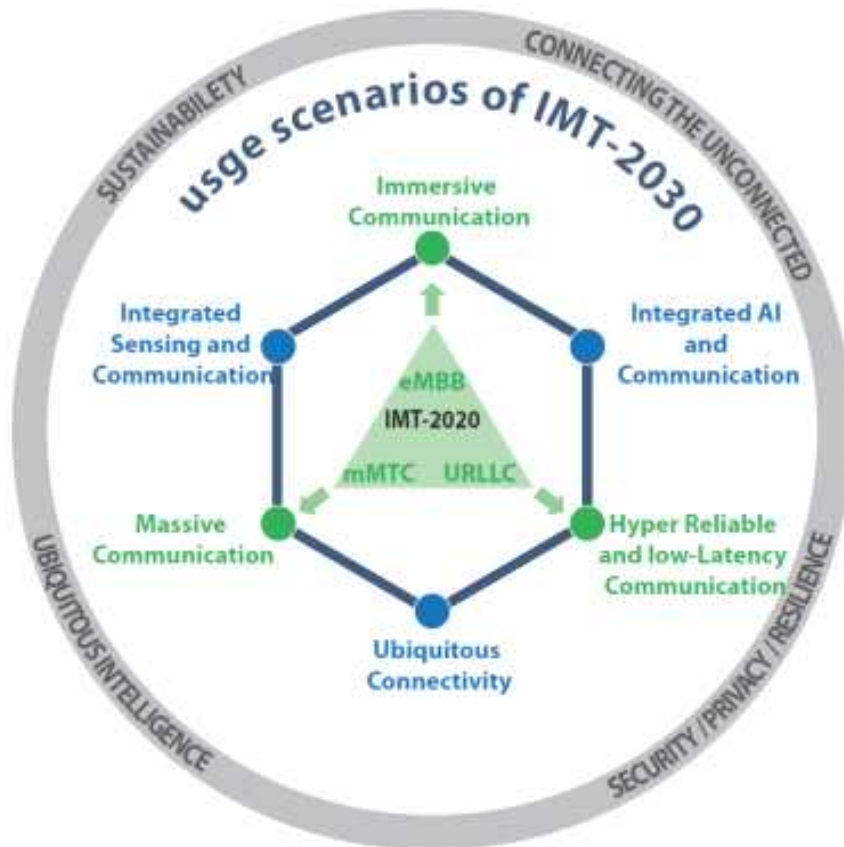 SUSTAINABILETY
CONNECTING THE UNCONNECTED
usge scenarios of IMT-2030
Immersive
Communication
Integrated
Sensing and
Communication
Integrated AI
and
Communication
eMBB
IMT-2020
mMTC URLLC
Massive
Communication
Hyper Reliable
and low-Latency
Communication
Ubiquitous
Connectivity
UBIQUITOUS INTELLIGENCE
SECURITY / PRIVACY / RESILIENCE